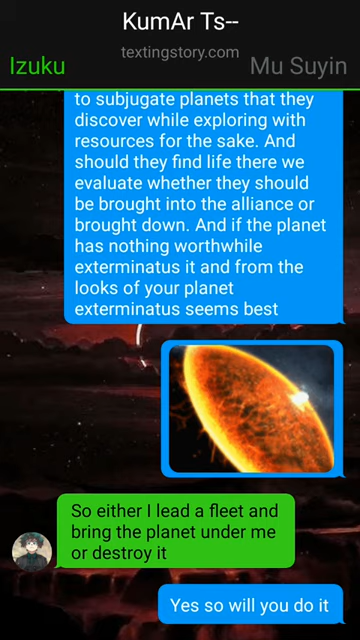 KumAr Ts--
textingstory.com
Izuku
Mu Suyin
to subjugate planets that they
discover while exploring with
resources for the sake. And
should they find life there we
evaluate whether they should
be brought into the alliance or
brought down. And if the planet
has nothing worthwhile
exterminatus it and from the
looks of your planet
exterminatus seems best
So either I lead a fleet and
bring the planet under me
or destroy it
Yes so will you do it